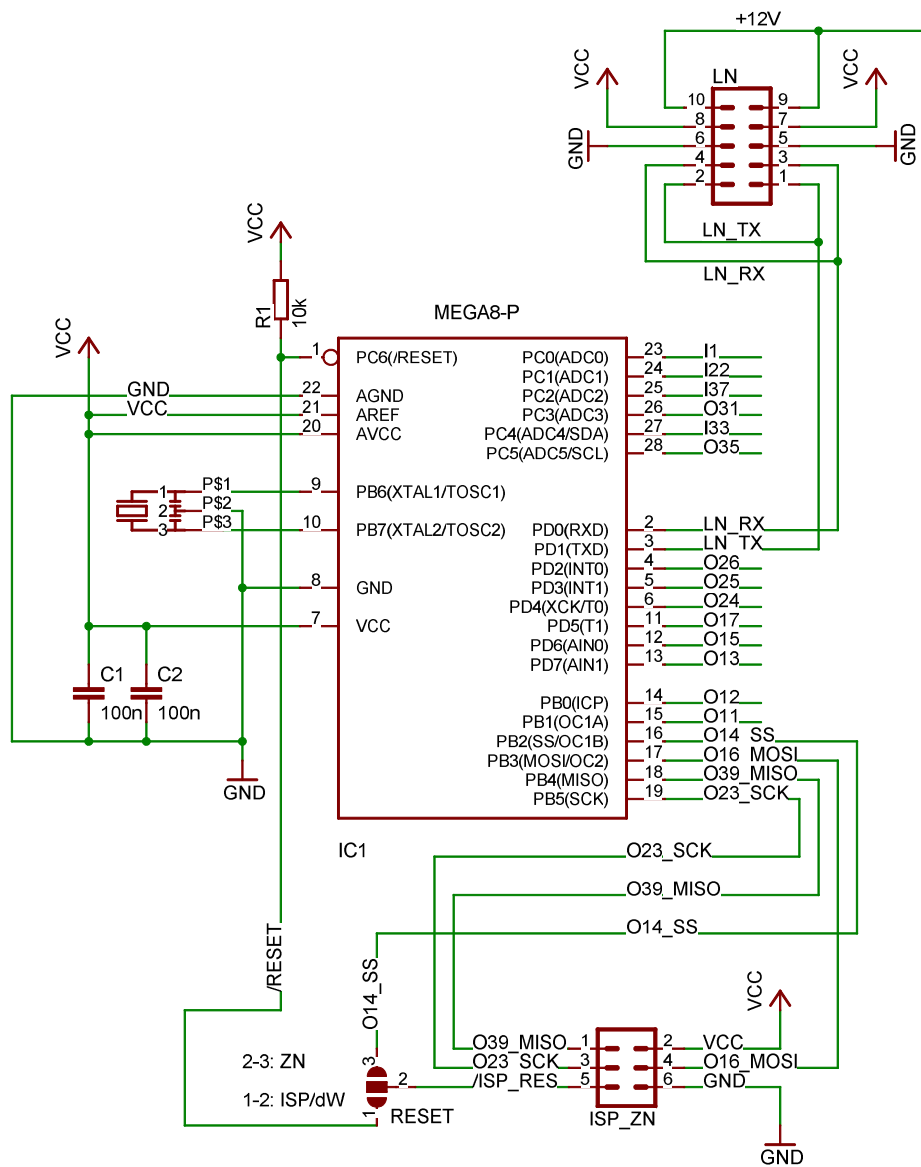 +12V
VCC
LN
VCC
10 9
8 7
GND 6 5 GND
4 3
2 1
LN_TX
LN_RX
VCC
R1 10k
MEGA8-P
VCC
1 PC6(/RESET) PC0(ADC0) 23 I1
PC1(ADC1) 24 I22
GND 22 AGND PC2(ADC2) 25 I37
VCC 21 AREF PC3(ADC3) 26 O31
20 AVCC PC4(ADC4/SDA) 27 I33
PC5(ADC5/SCL) 28 O35
1 P$1 9 PB6(XTAL1/TOSC1)
2 P$2
3 P$3 10 PB7(XTAL2/TOSC2) PD0(RXD) 2 LN_RX
PD1(TXD) 3 LN_TX
PD2(INT0) 4 O26
8 GND PD3(INT1) 5 O25
PD4(XCK/T0) 6 O24
7 VCC PD5(T1) 11 O17
PD6(AIN0) 12 O15
PD7(AIN1) 13 O13
C1 C2
100n 100n
PB0(ICP) 14 O12
PB1(OC1A) 15 O11
PB2(SS/OC1B) 16 O14_SS
PB3(MOSI/OC2) 17 O16_MOSI
PB4(MISO) 18 O39_MISO
PB5(SCK) 19 O23_SCK
GND
IC1
O23_SCK
O39_MISO
O14_SS
/RESET
O14_SS
VCC
O39_MISO 1 2 VCC
O23_SCK 3 4 O16_MOSI
/ISP_RES 5 6 GND
2-3: ZN
1-2: ISP/dW
3
2
1
RESET
ISP_ZN
GND